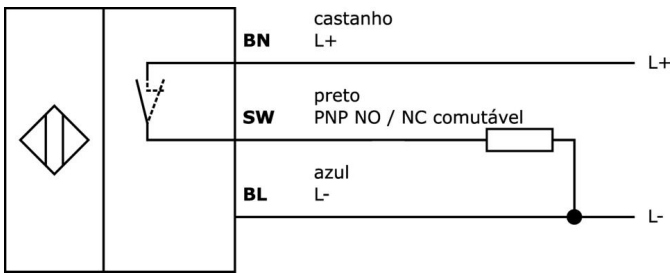 castanho
BN L+
L+
preto
SW PNP NO / NC comutável
azul
BL L-
L-